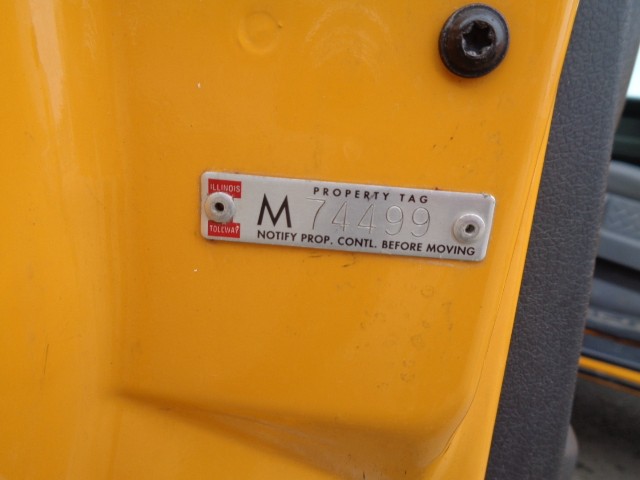 ILLINOIS
TOLLWAY
PROPERTY TAG
M 74499
NOTIFY PROP. CONTL. BEFORE MOVING